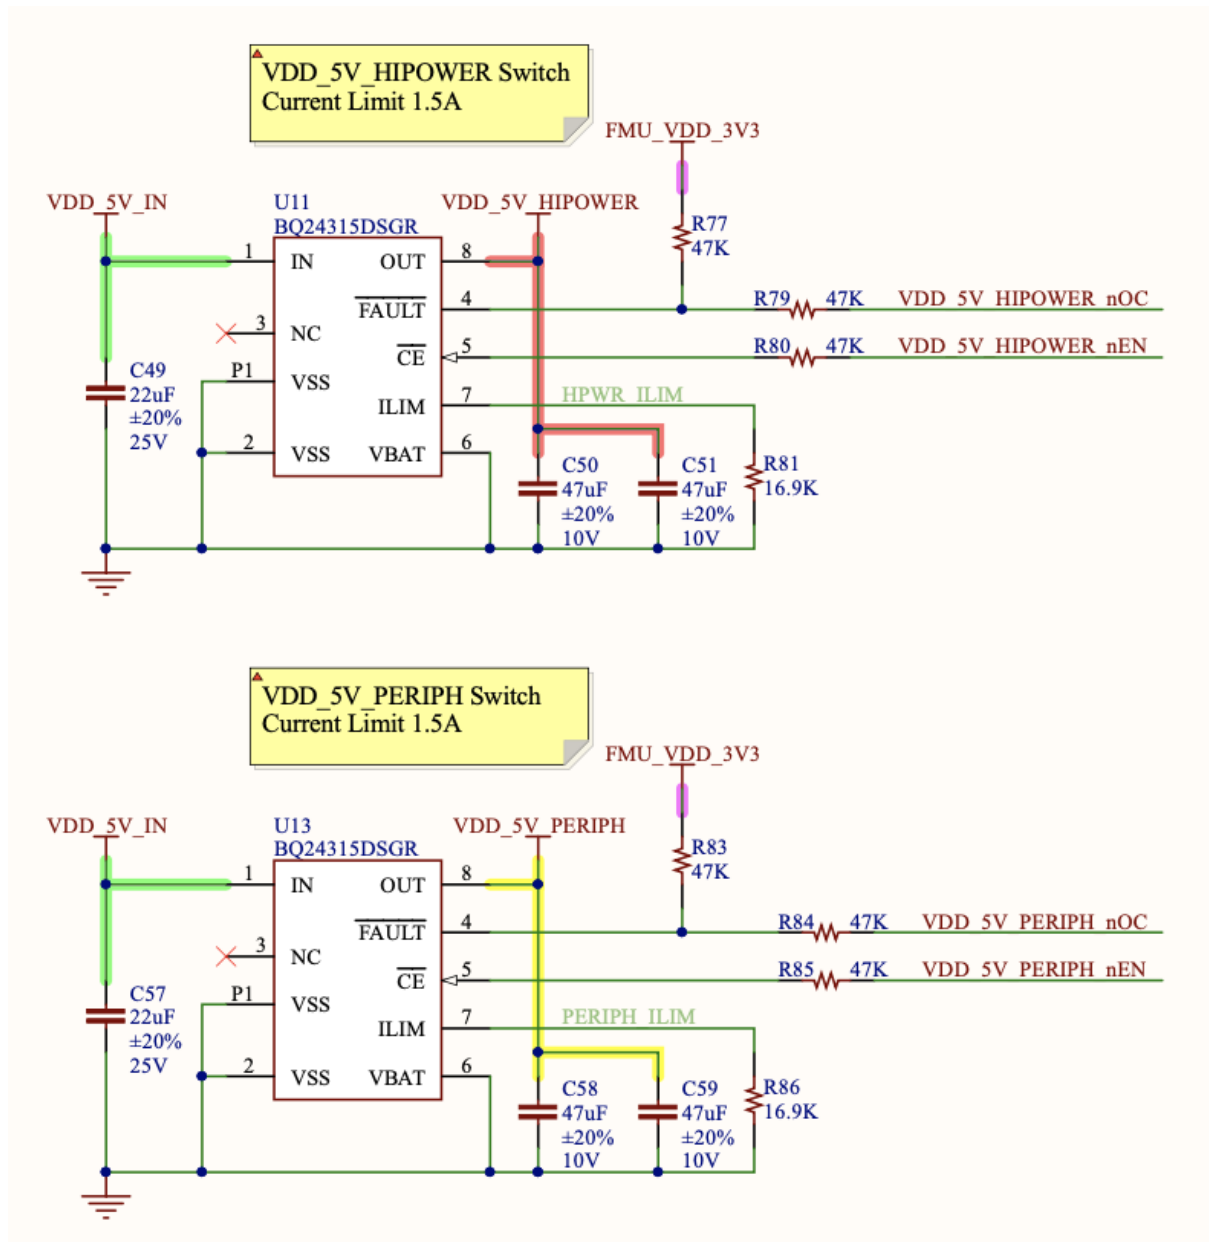 VDD_5V_HIPOWER Switch
Current Limit 1.5A
FMU_VDD_3V3
VDD_5V_IN
U11
BQ24315DSGR
VDD_5V_HIPOWER
R77
47K
1
IN
OUT
8
FAULT
4
R79
47K
VDD_5V_HIPOWER_nOC
3
NC
CE
5
R80
47K
VDD_5V_HIPOWER_nEN
C49
22uF
±20%
25V
P1
VSS
ILIM
7
HPWR_ILIM
2
VSS
VBAT
6
C50
47uF
±20%
10V
C51
47uF
±20%
10V
R81
16.9K
VDD_5V_PERIPH Switch
Current Limit 1.5A
FMU_VDD_3V3
VDD_5V_IN
U13
BQ24315DSGR
VDD_5V_PERIPH
R83
47K
1
IN
OUT
8
FAULT
4
R84
47K
VDD_5V_PERIPH_nOC
3
NC
CE
5
R85
47K
VDD_5V_PERIPH_nEN
C57
22uF
±20%
25V
P1
VSS
ILIM
7
PERIPH_ILIM
2
VSS
VBAT
6
C58
47uF
±20%
10V
C59
47uF
±20%
10V
R86
16.9K